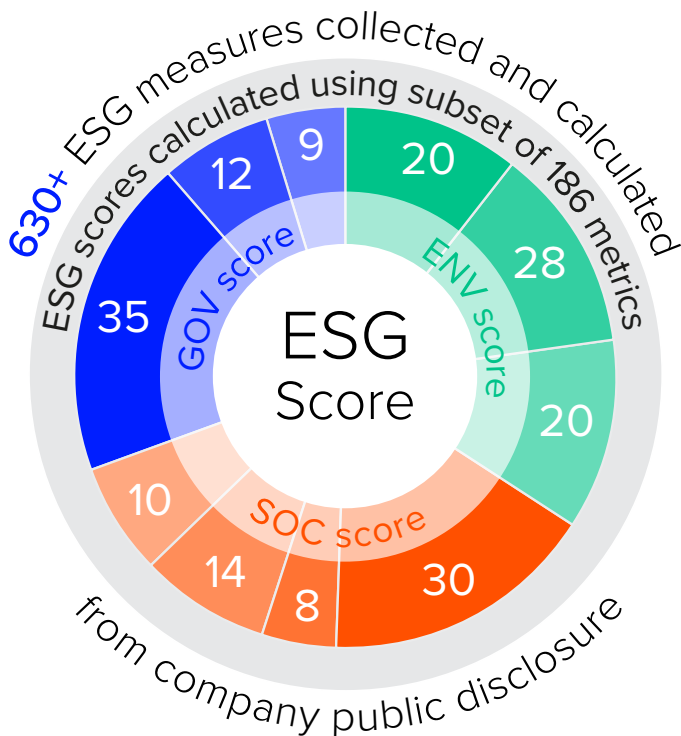 630+ ESG measures collected and calculated
ESG scores calculated using subset of 186 metrics
9
20
12
28
GOV score
ENV score
35
ESG
Score
20
10
SOC score
14
8
30
from company public disclosure